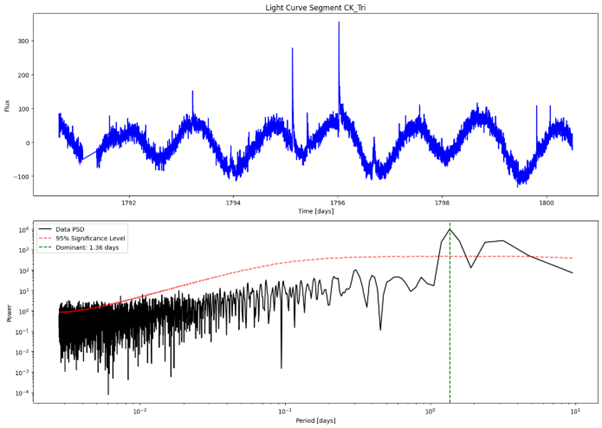 Light Curve Segment CK_Tri
Flux
300
200
100
0
−100
1792
1794
1796
1798
1800
Time [days]
Data PSD
95% Significance Level
Dominant: 1.36 days
Power
10⁴
10³
10²
10¹
10⁰
10⁻¹
10⁻²
10⁻³
10⁻⁴
10⁻²
10⁻¹
10⁰
10¹
Period [days]